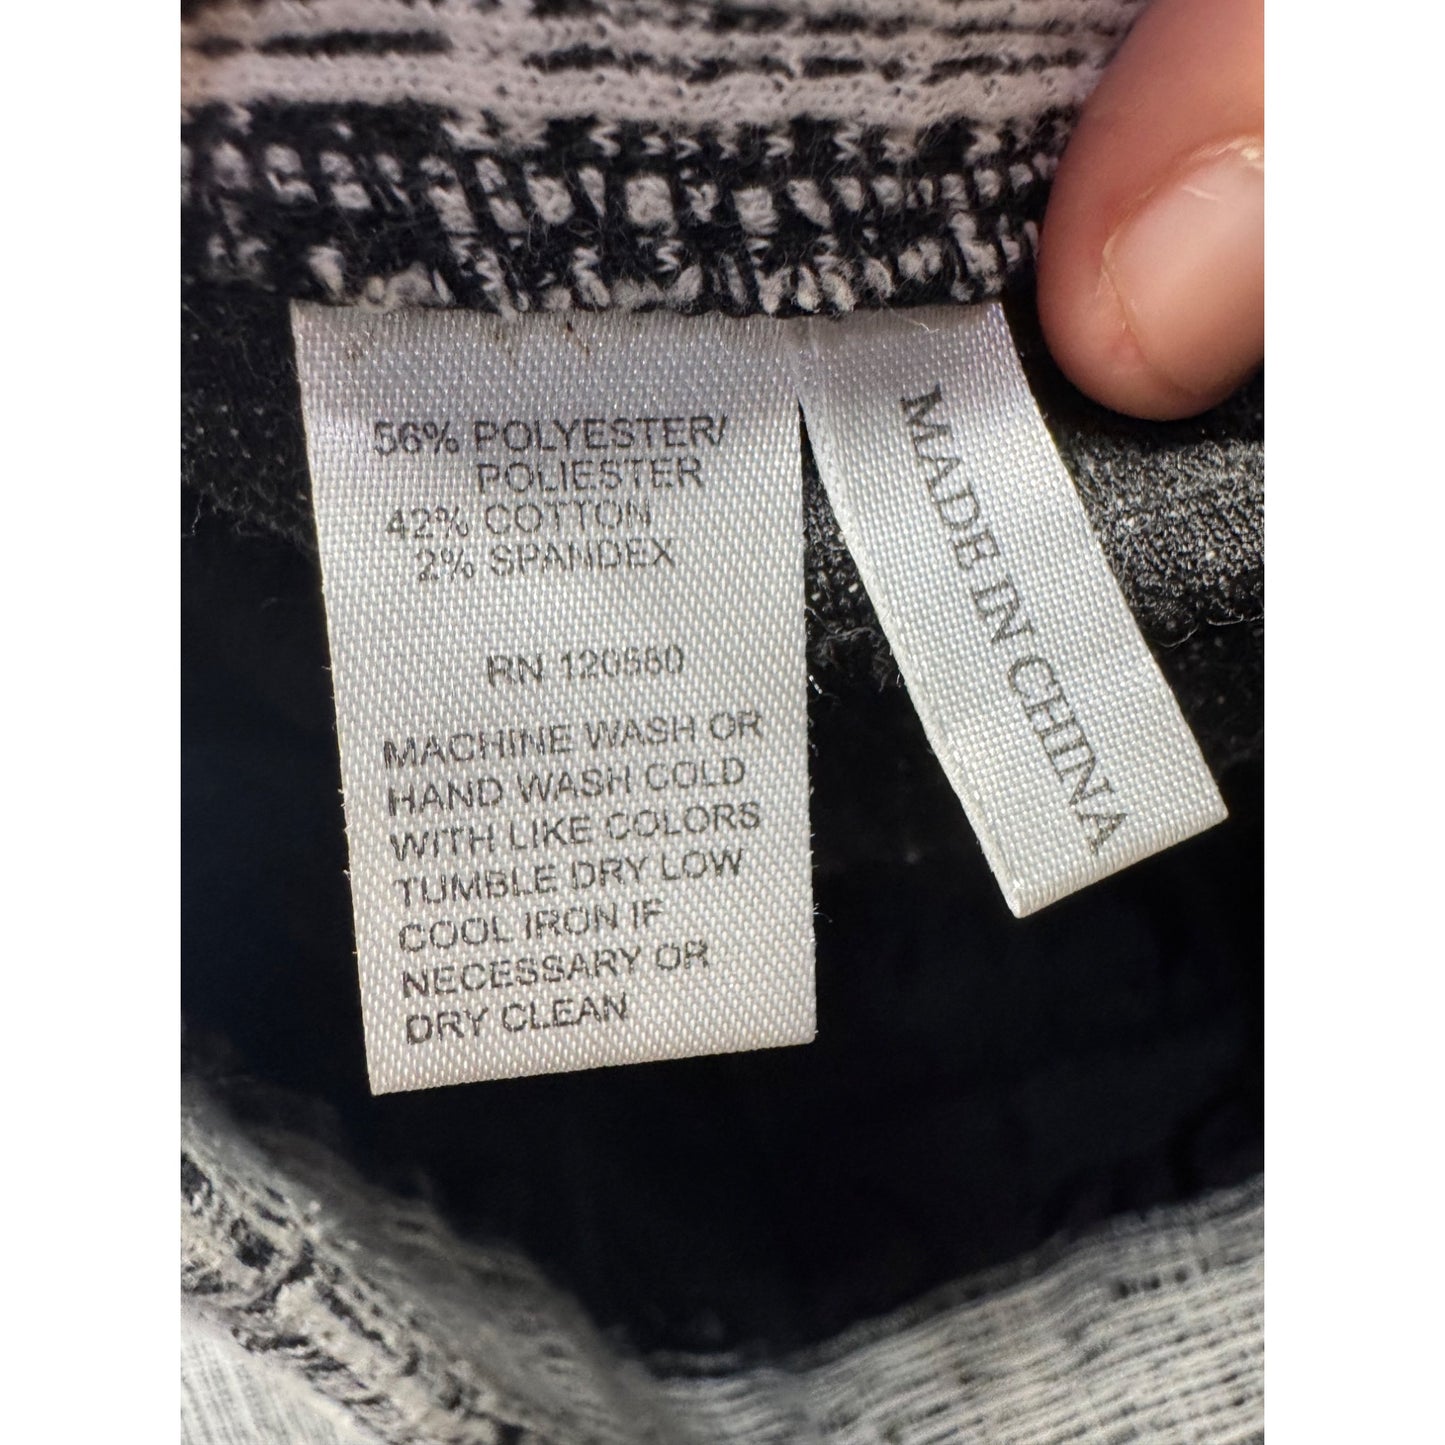 56% POLYESTER/
POLIESTER
42% COTTON
2% SPANDEX
RN 120560
MACHINE WASH OR
HAND WASH COLD
WITH LIKE COLORS
TUMBLE DRY LOW
COOL IRON IF
NECESSARY OR
DRY CLEAN
MADE IN CHINA